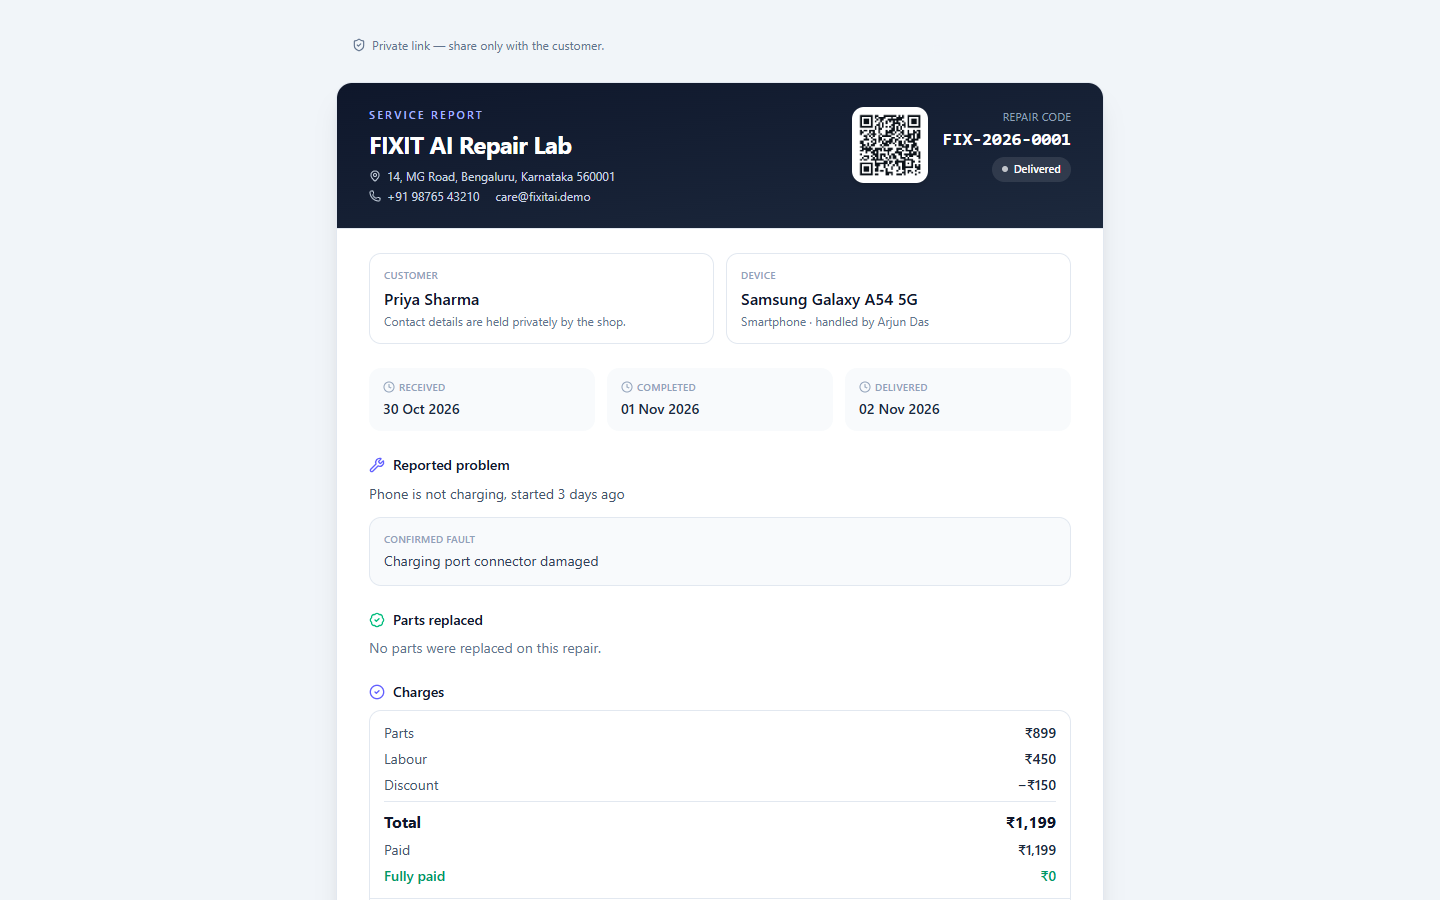 Private link — share only with the customer.
SERVICE REPORT
FIXIT AI Repair Lab
14, MG Road, Bengaluru, Karnataka 560001
+91 98765 43210 care@fixitai.demo
REPAIR CODE
FIX-2026-0001
Delivered
CUSTOMER
Priya Sharma
Contact details are held privately by the shop.
DEVICE
Samsung Galaxy A54 5G
Smartphone · handled by Arjun Das
RECEIVED
30 Oct 2026
COMPLETED
01 Nov 2026
DELIVERED
02 Nov 2026
Reported problem
Phone is not charging, started 3 days ago
CONFIRMED FAULT
Charging port connector damaged
Parts replaced
No parts were replaced on this repair.
Charges
Parts ₹899
Labour ₹450
Discount −₹150
Total ₹1,199
Paid ₹1,199
Fully paid ₹0